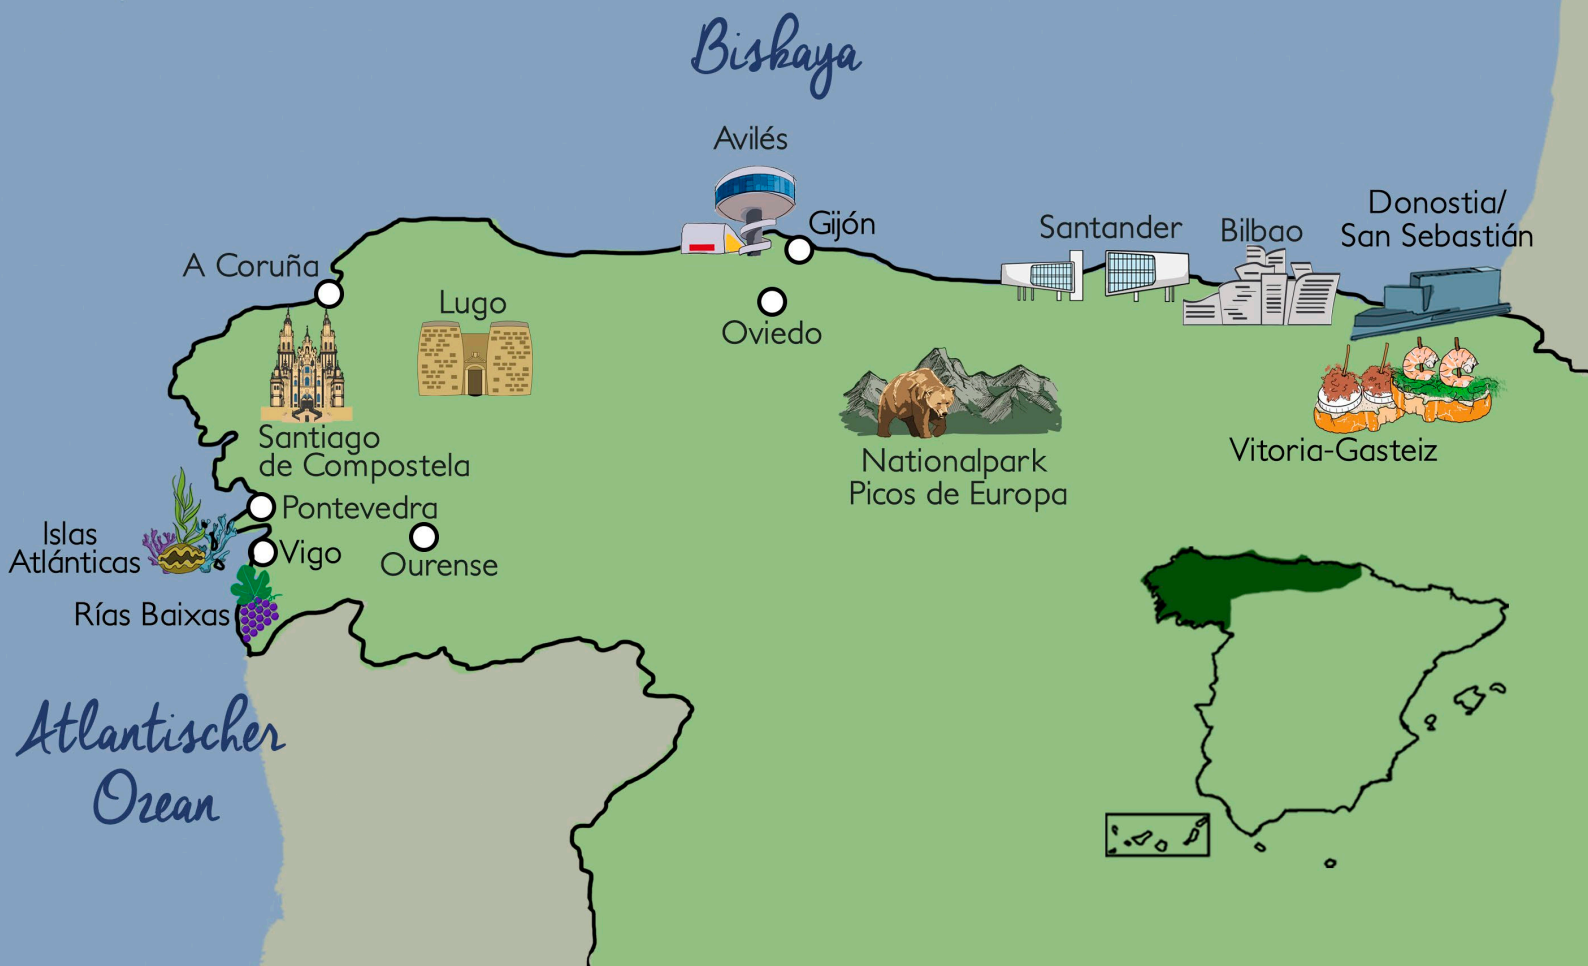 Biskaya
Avilés
Gijón
Donostia/
San Sebastián
Santander
Bilbao
A Coruña
Lugo
Oviedo
Santiago
de Compostela
Nationalpark
Picos de Europa
Vitoria-Gasteiz
Pontevedra
Islas
Atlánticas
Vigo
Ourense
Rías Baixas
Atlantischer
Ozean